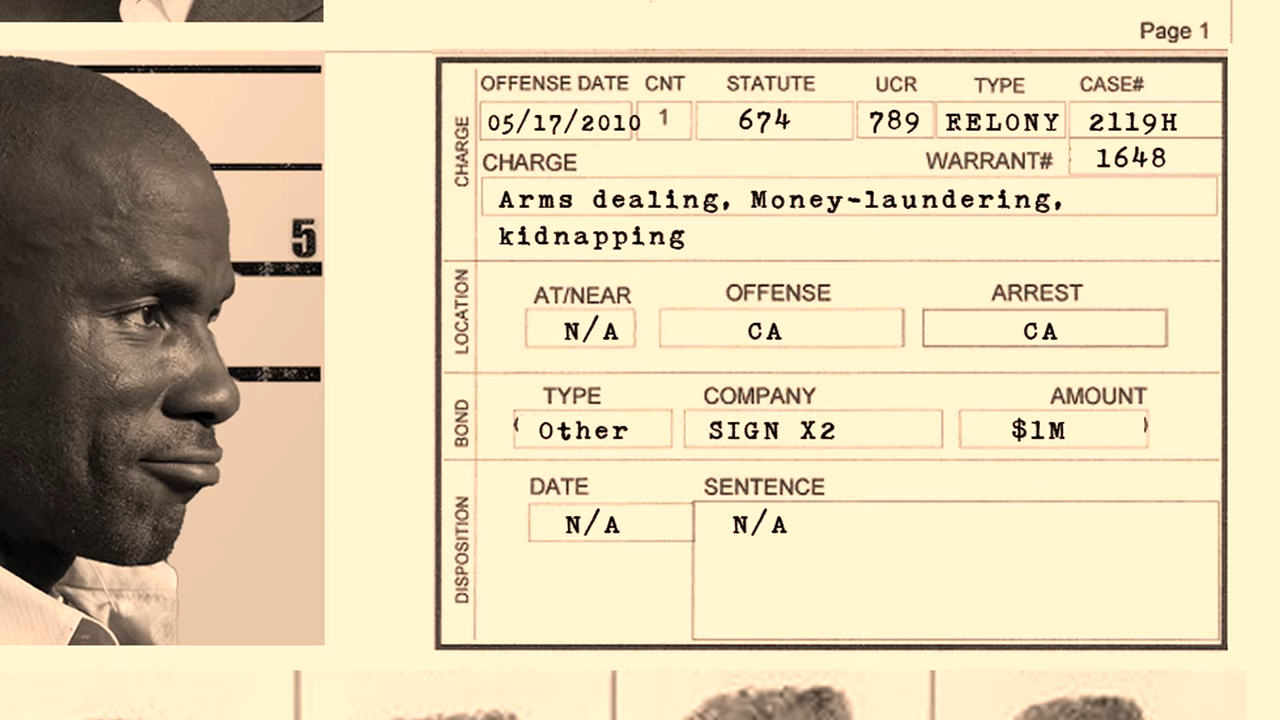 Page 1
OFFENSE DATE CNT STATUTE UCR TYPE CASE#
05/17/2010 1 674 789 RELONY 2119H
CHARGE
CHARGE WARRANT# 1648
Arms dealing, Money-laundering,
kidnapping
5
LOCATION
AT/NEAR OFFENSE ARREST
N/A CA CA
BOND
TYPE COMPANY AMOUNT
Other SIGN X2 $1M
DISPOSITION
DATE SENTENCE
N/A N/A